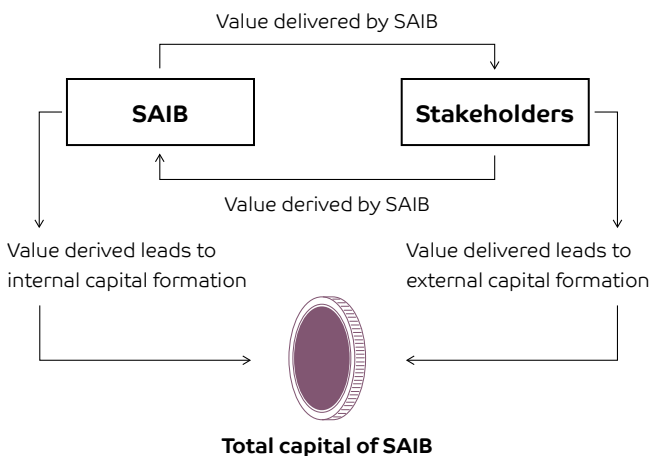 Value delivered by SAIB
SAIB
Stakeholders
Value derived by SAIB
Value derived leads to
internal capital formation
Value delivered leads to
external capital formation
Total capital of SAIB